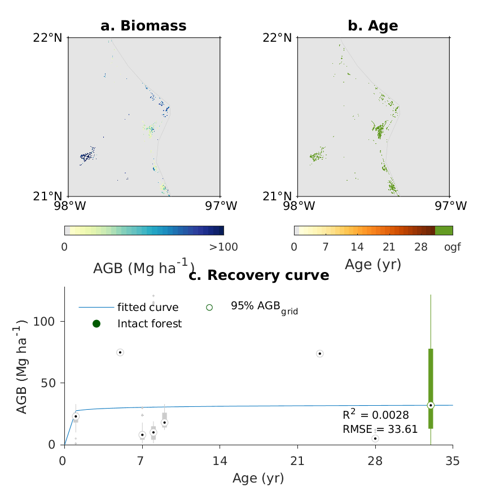 a. Biomass
b. Age
22°N
21°N
98°W
97°W
22°N
21°N
98°W
97°W
0
>100
AGB (Mg ha⁻¹)
0
7
14
21
28
ogf
Age (yr)
c. Recovery curve
fitted curve
95% AGB_grid
Intact forest
100
50
0
AGB (Mg ha⁻¹)
R² = 0.0028
RMSE = 33.61
0
7
14
21
28
35
Age (yr)